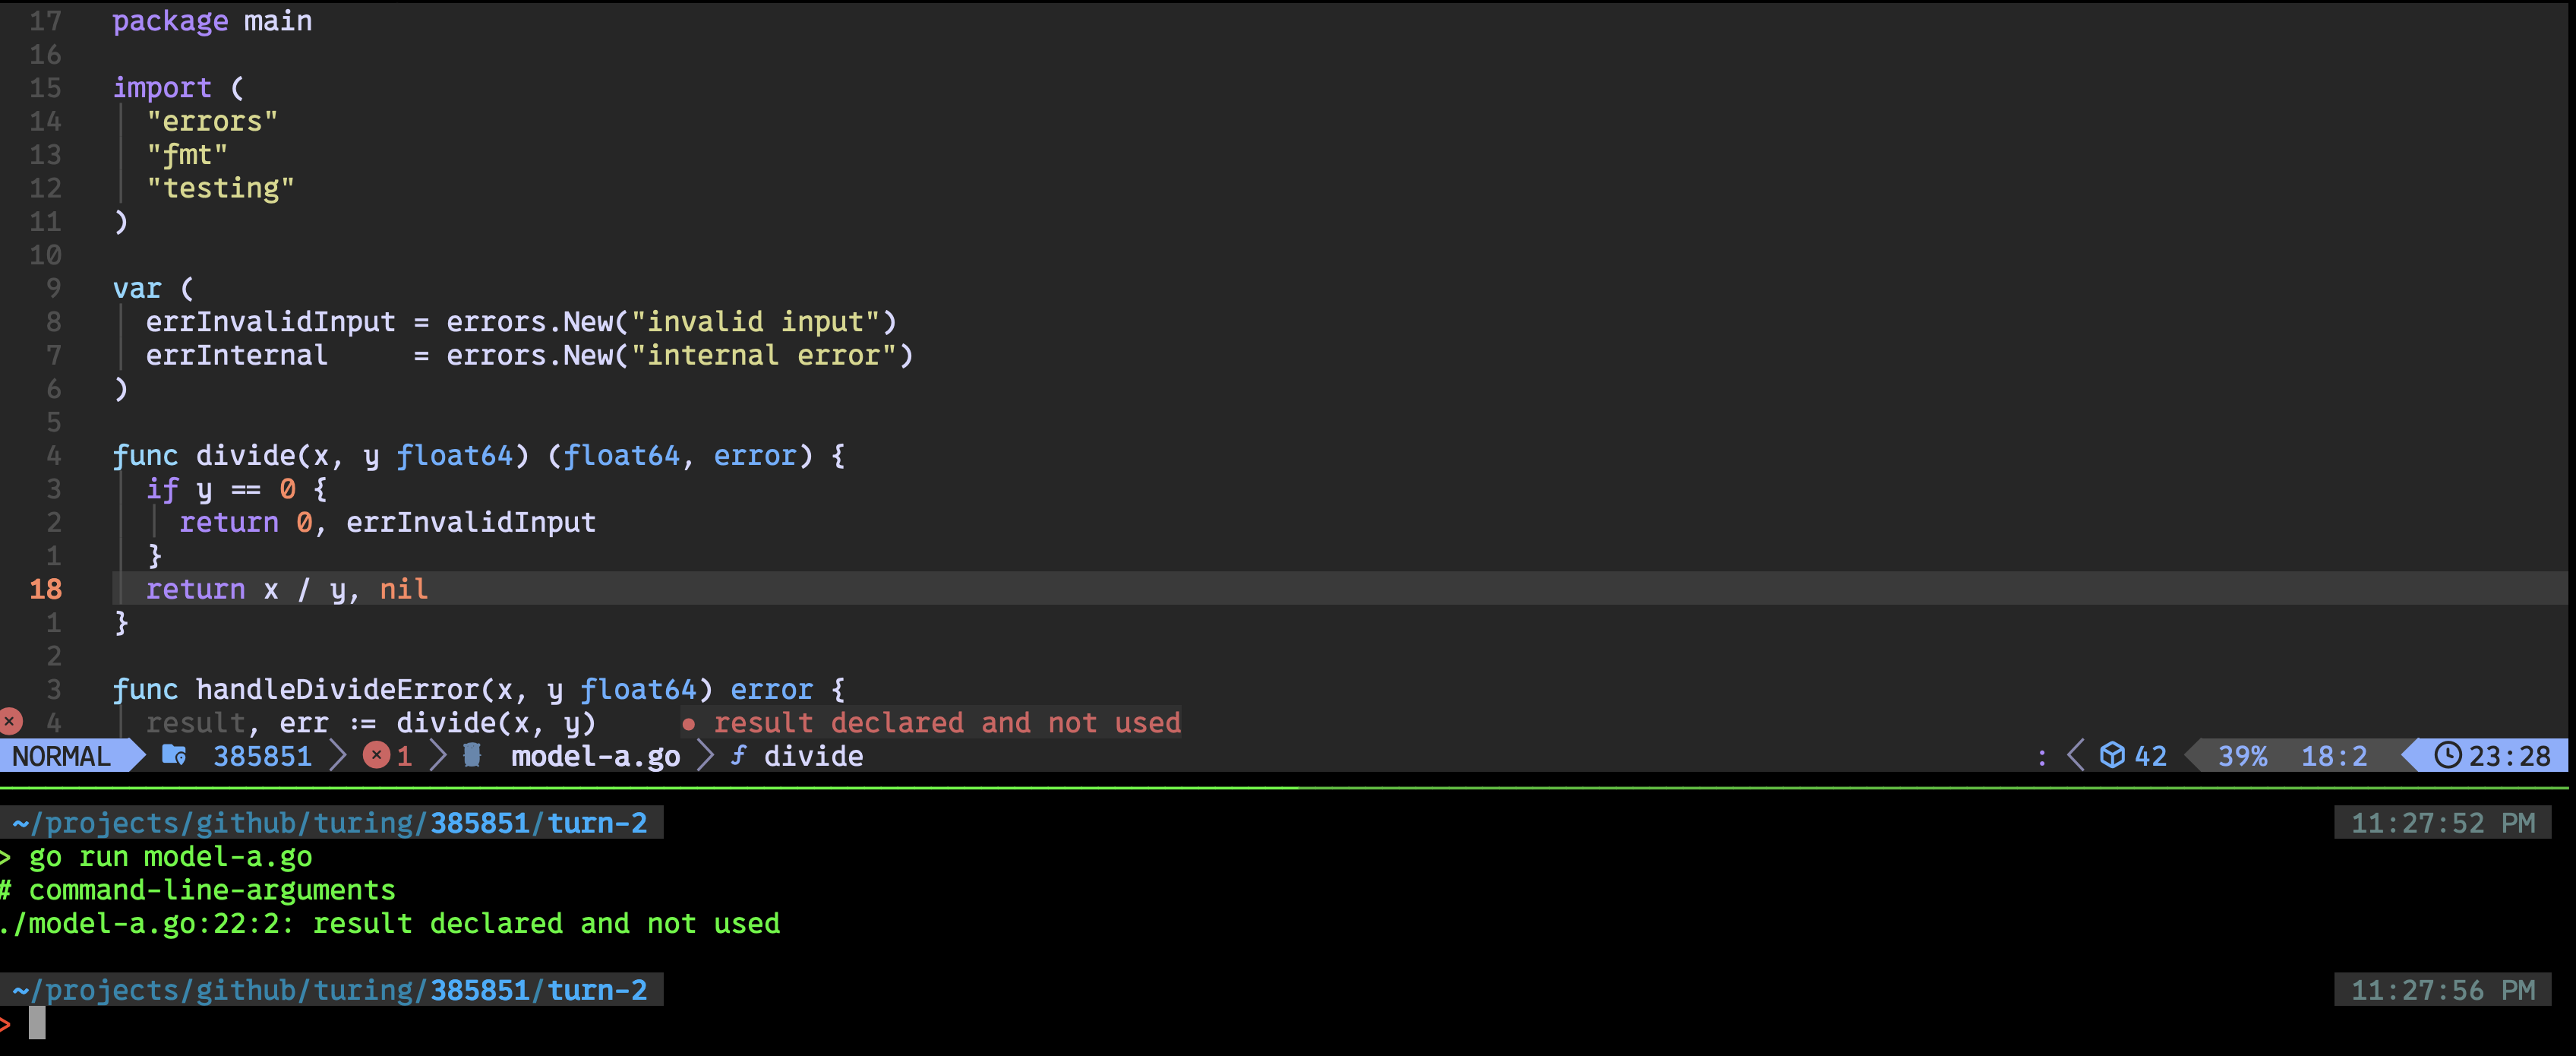 17 package main
16
15 import (
14 "errors"
13 "fmt"
12 "testing"
11 )
10
9 var (
8 errInvalidInput = errors.New("invalid input")
7 errInternal     = errors.New("internal error")
6 )
5
4 func divide(x, y float64) (float64, error) {
3 if y == 0 {
2 return 0, errInvalidInput
1 }
18 return x / y, nil
1 }
2
3 func handleDivideError(x, y float64) error {
4 result, err := divide(x, y) ● result declared and not used
NORMAL 385851 1 model-a.go ƒ divide : 42 39% 18:2 23:28
~/projects/github/turing/385851/turn-2 11:27:52 PM
> go run model-a.go
# command-line-arguments
./model-a.go:22:2: result declared and not used
~/projects/github/turing/385851/turn-2 11:27:56 PM
>